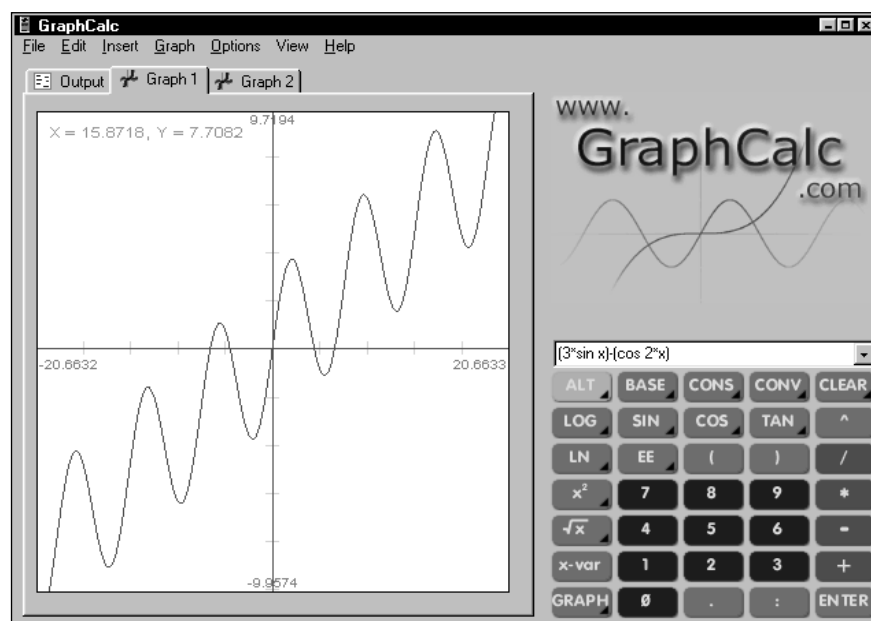 GraphCalc
File Edit Insert Graph Options View Help
Output Graph 1 Graph 2
X = 15.8718, Y = 7.7082
9.7194
-20.6632
20.6633
-9.9574
www.
GraphCalc
.com
(3*sin x)-(cos 2*x)
ALT BASE CONS CONV CLEAR
LOG SIN COS TAN ^
LN EE ( ) /
x² 7 8 9 *
√x 4 5 6 -
x-var 1 2 3 +
GRAPH 0 . : ENTER